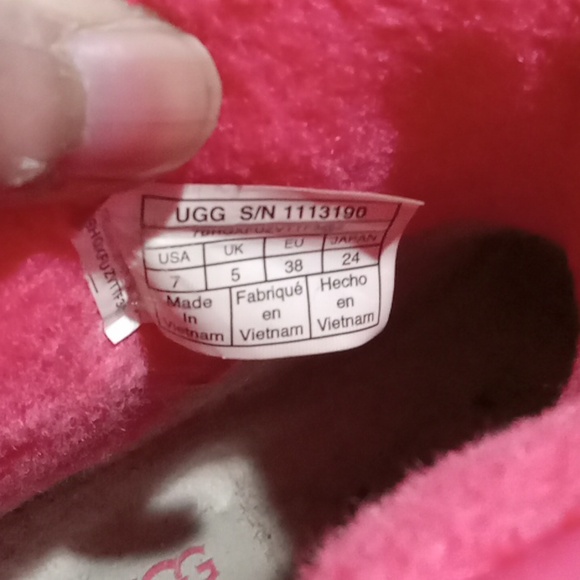 UGG S/N 1113190
USA UK EU JAPAN
7 5 38 24
Made In Vietnam
Fabriqué en Vietnam
Hecho en Vietnam